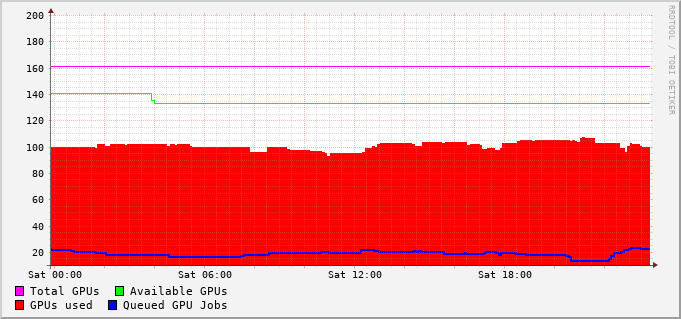 200
180
160
140
120
100
80
60
40
20
Sat 00:00 Sat 06:00 Sat 12:00 Sat 18:00
Total GPUs Available GPUs
GPUs used Queued GPU Jobs
RRDTOOL / TOBI OETIKER